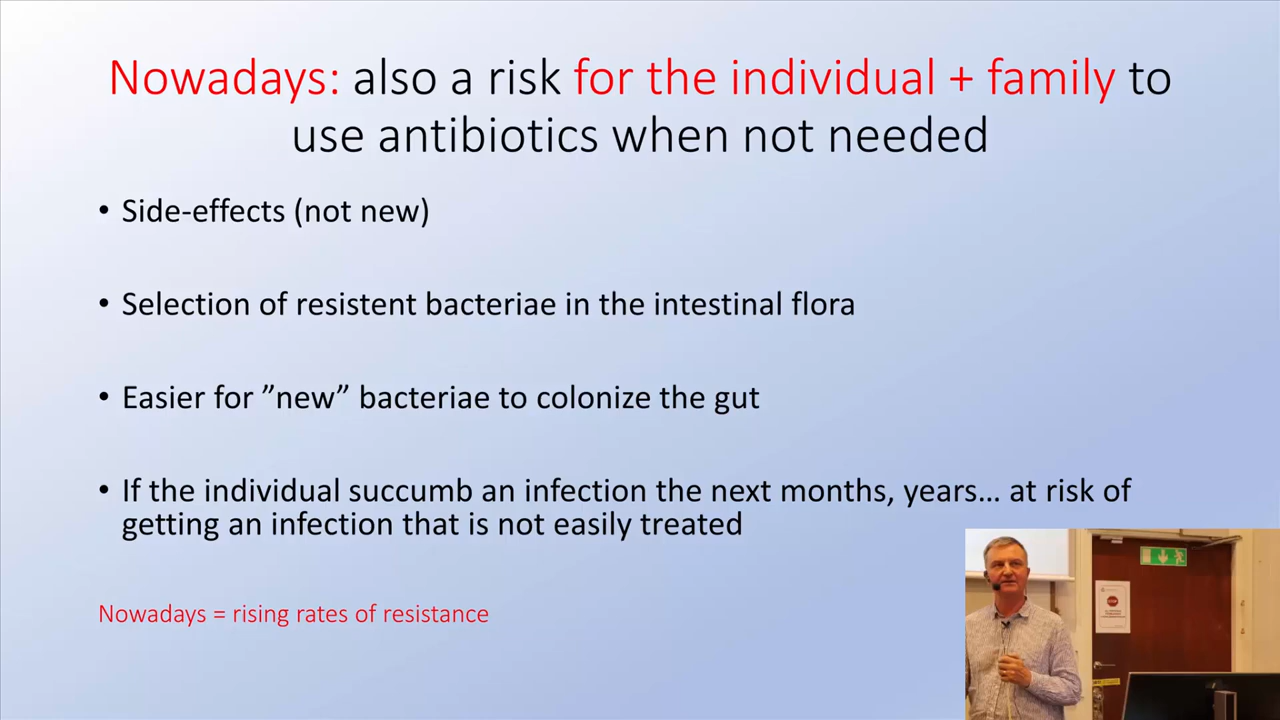 Nowadays: also a risk for the individual + family to
use antibiotics when not needed
• Side-effects (not new)
• Selection of resistent bacteriae in the intestinal flora
• Easier for ”new” bacteriae to colonize the gut
• If the individual succumb an infection the next months, years... at risk of
getting an infection that is not easily treated
Nowadays = rising rates of resistance